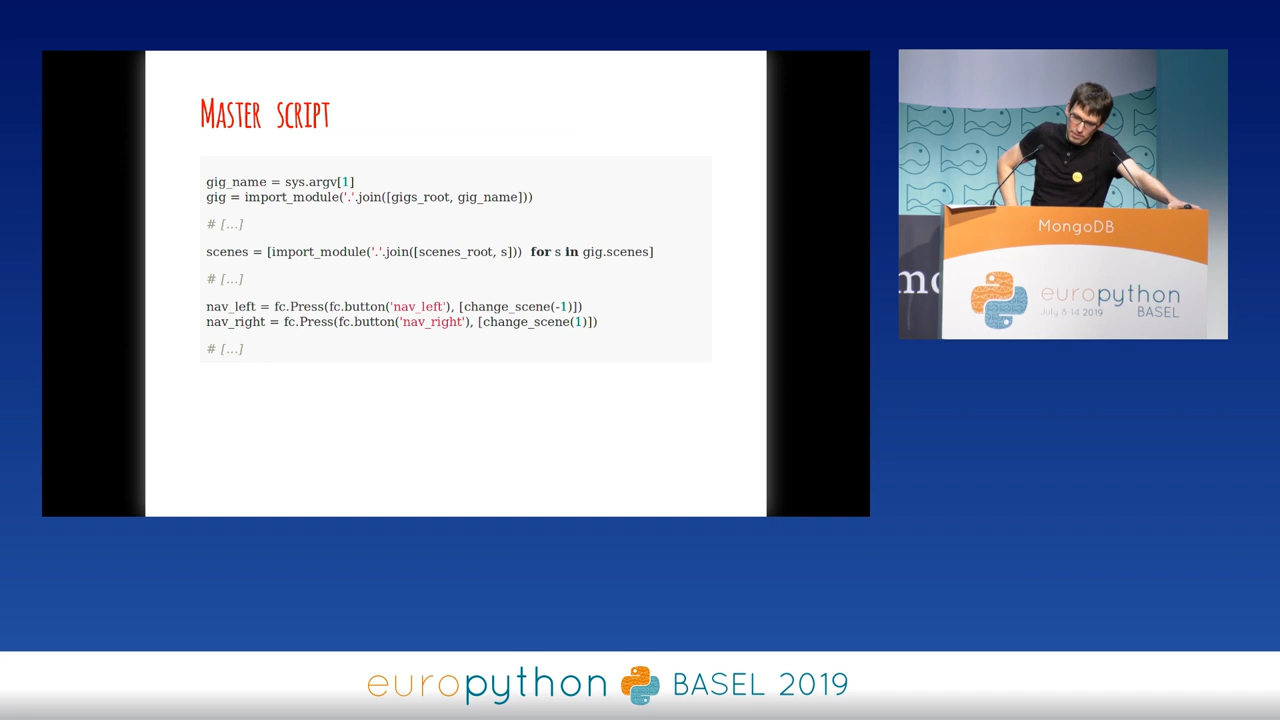 Master script
gig_name = sys.argv[1]
gig = import_module('.'.join([gigs_root, gig_name]))
# [...]
scenes = [import_module('.'.join([scenes_root, s])) for s in gig.scenes]
# [...]
nav_left = fc.Press(fc.button('nav_left'), [change_scene(-1)])
nav_right = fc.Press(fc.button('nav_right'), [change_scene(1)])
# [...]
MongoDB
europython
July 8-14 2019
BASEL
europython BASEL 2019